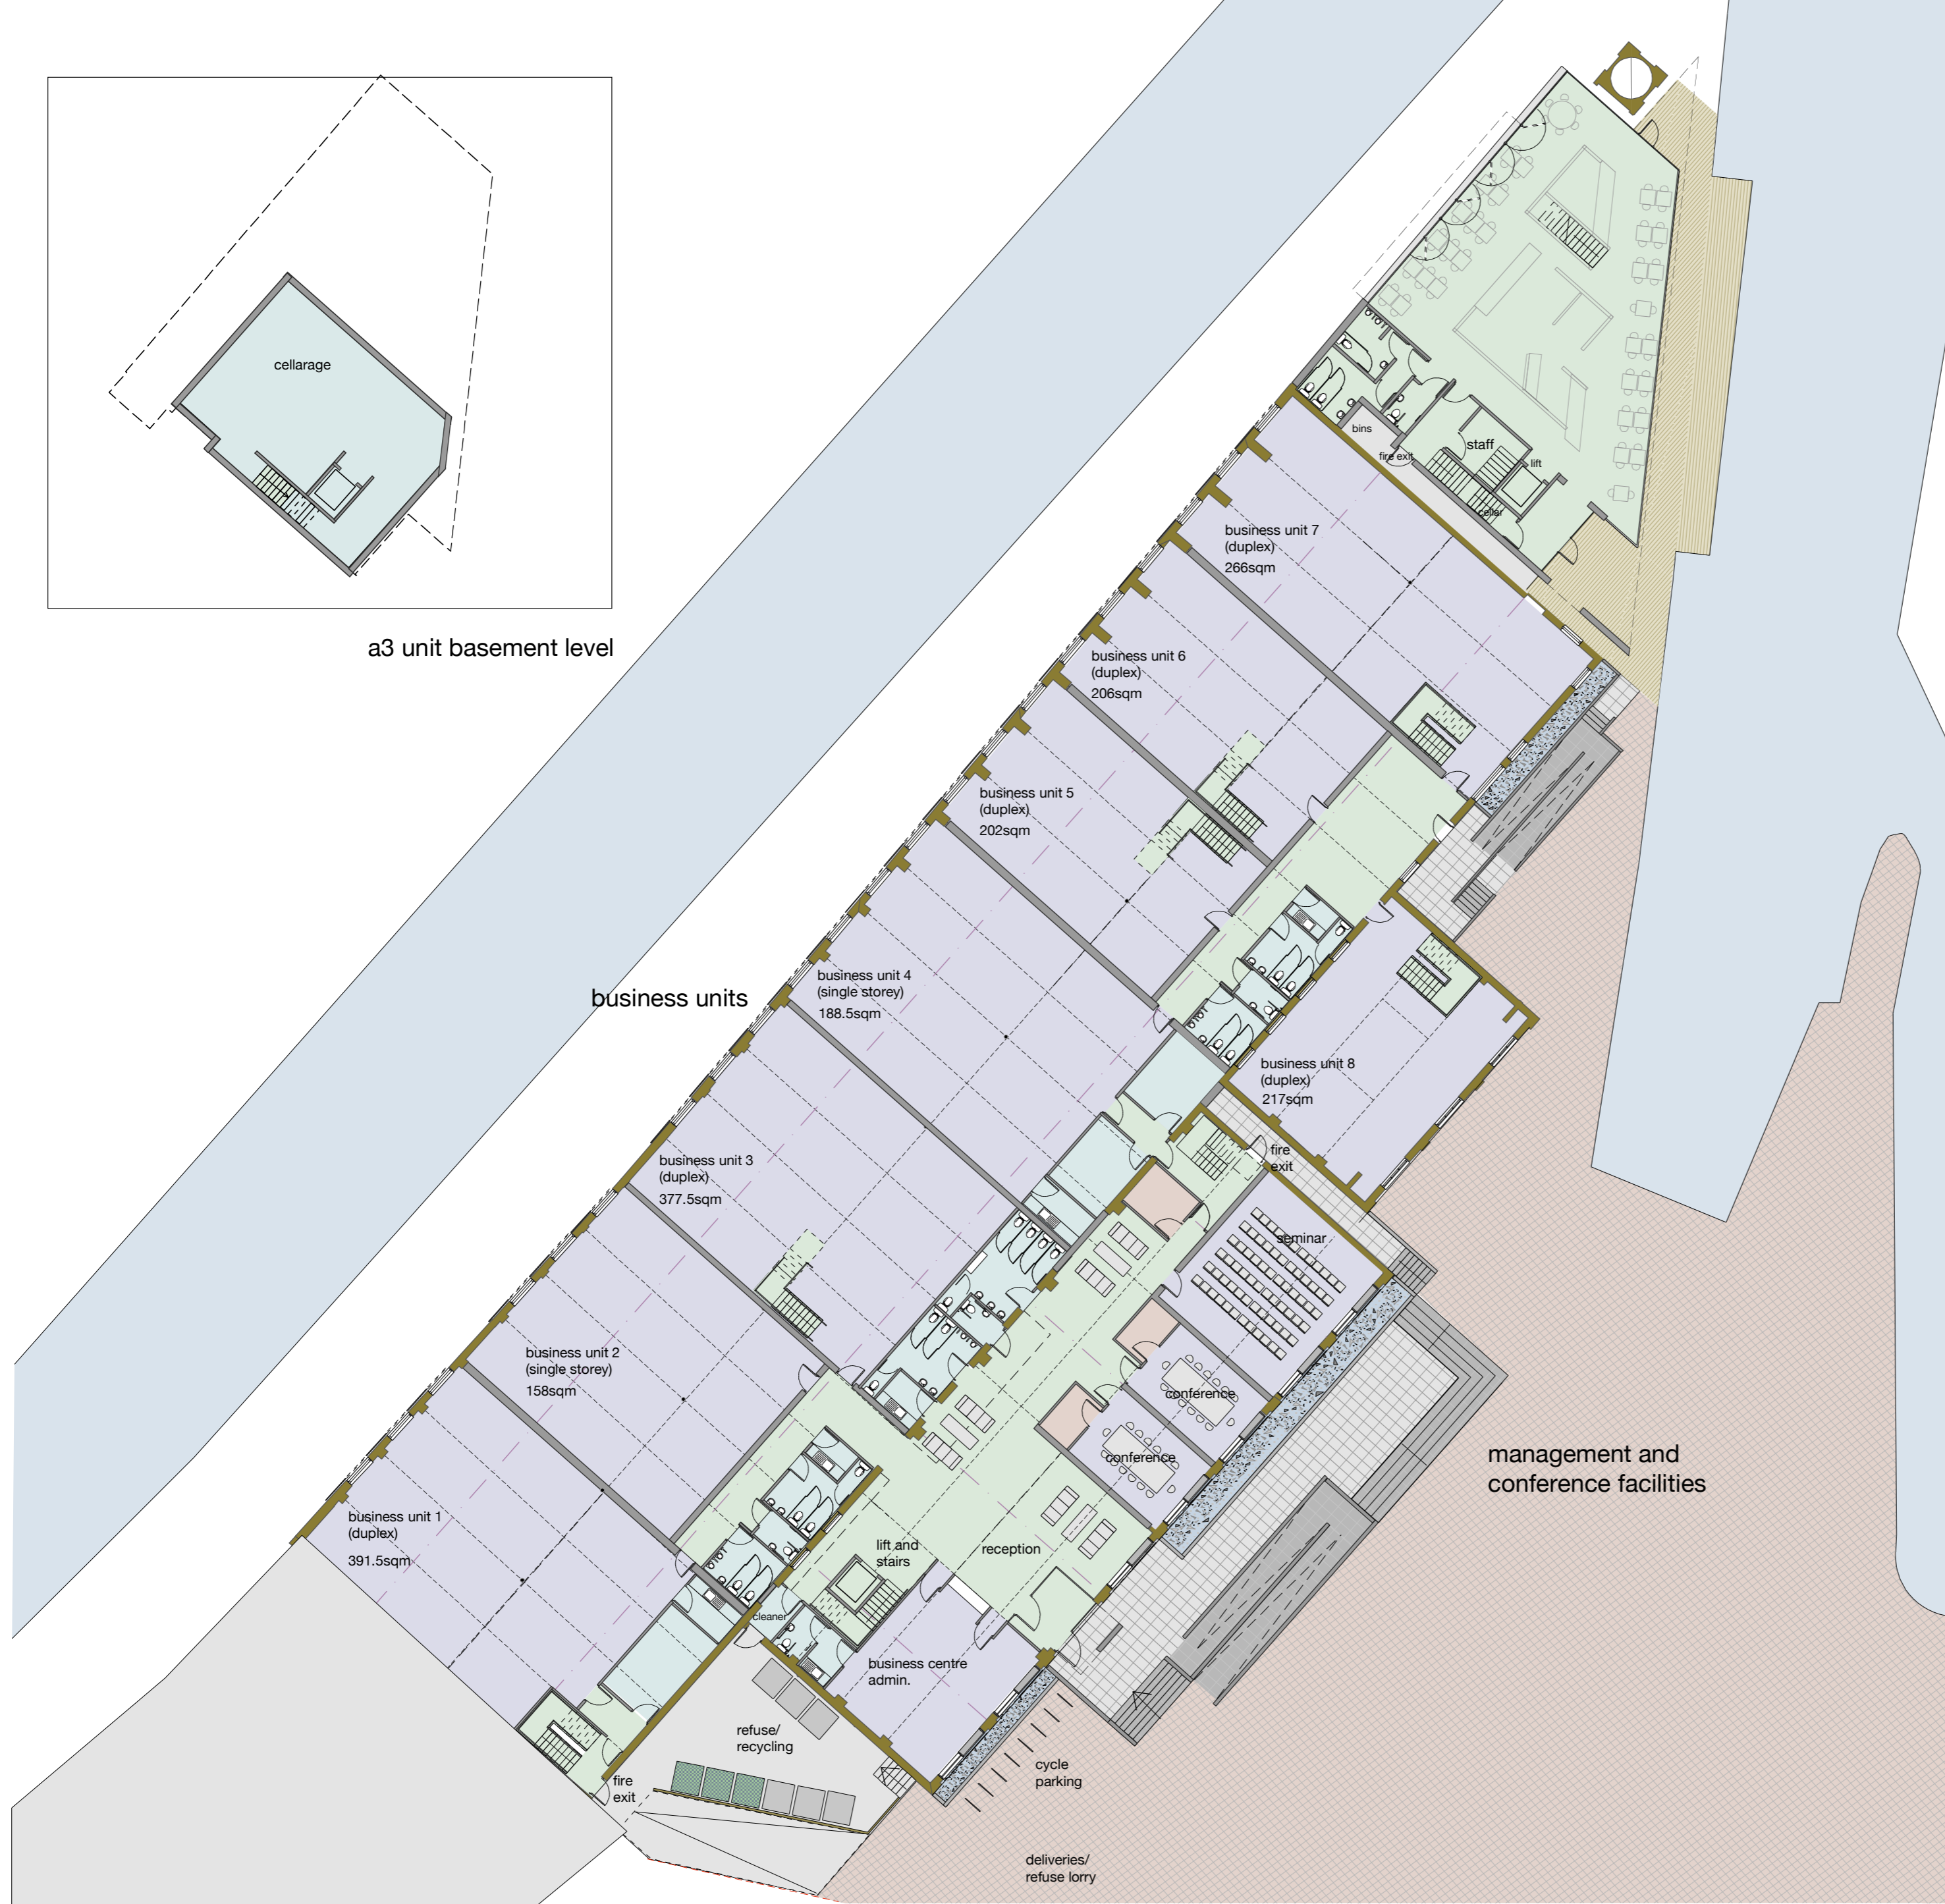 cellarage
a3 unit basement level
bins
fire exit
staff
lift
cellar
business unit 7
(duplex)
266sqm
business unit 6
(duplex)
206sqm
business unit 5
(duplex)
202sqm
business units
business unit 4
(single storey)
188.5sqm
business unit 8
(duplex)
217sqm
business unit 3
(duplex)
377.5sqm
fire
exit
seminar
business unit 2
(single storey)
158sqm
conference
conference
management and
conference facilities
business unit 1
(duplex)
391.5sqm
lift and
stairs
reception
cleaner
business centre
admin.
refuse/
recycling
cycle
parking
fire
exit
deliveries/
refuse lorry